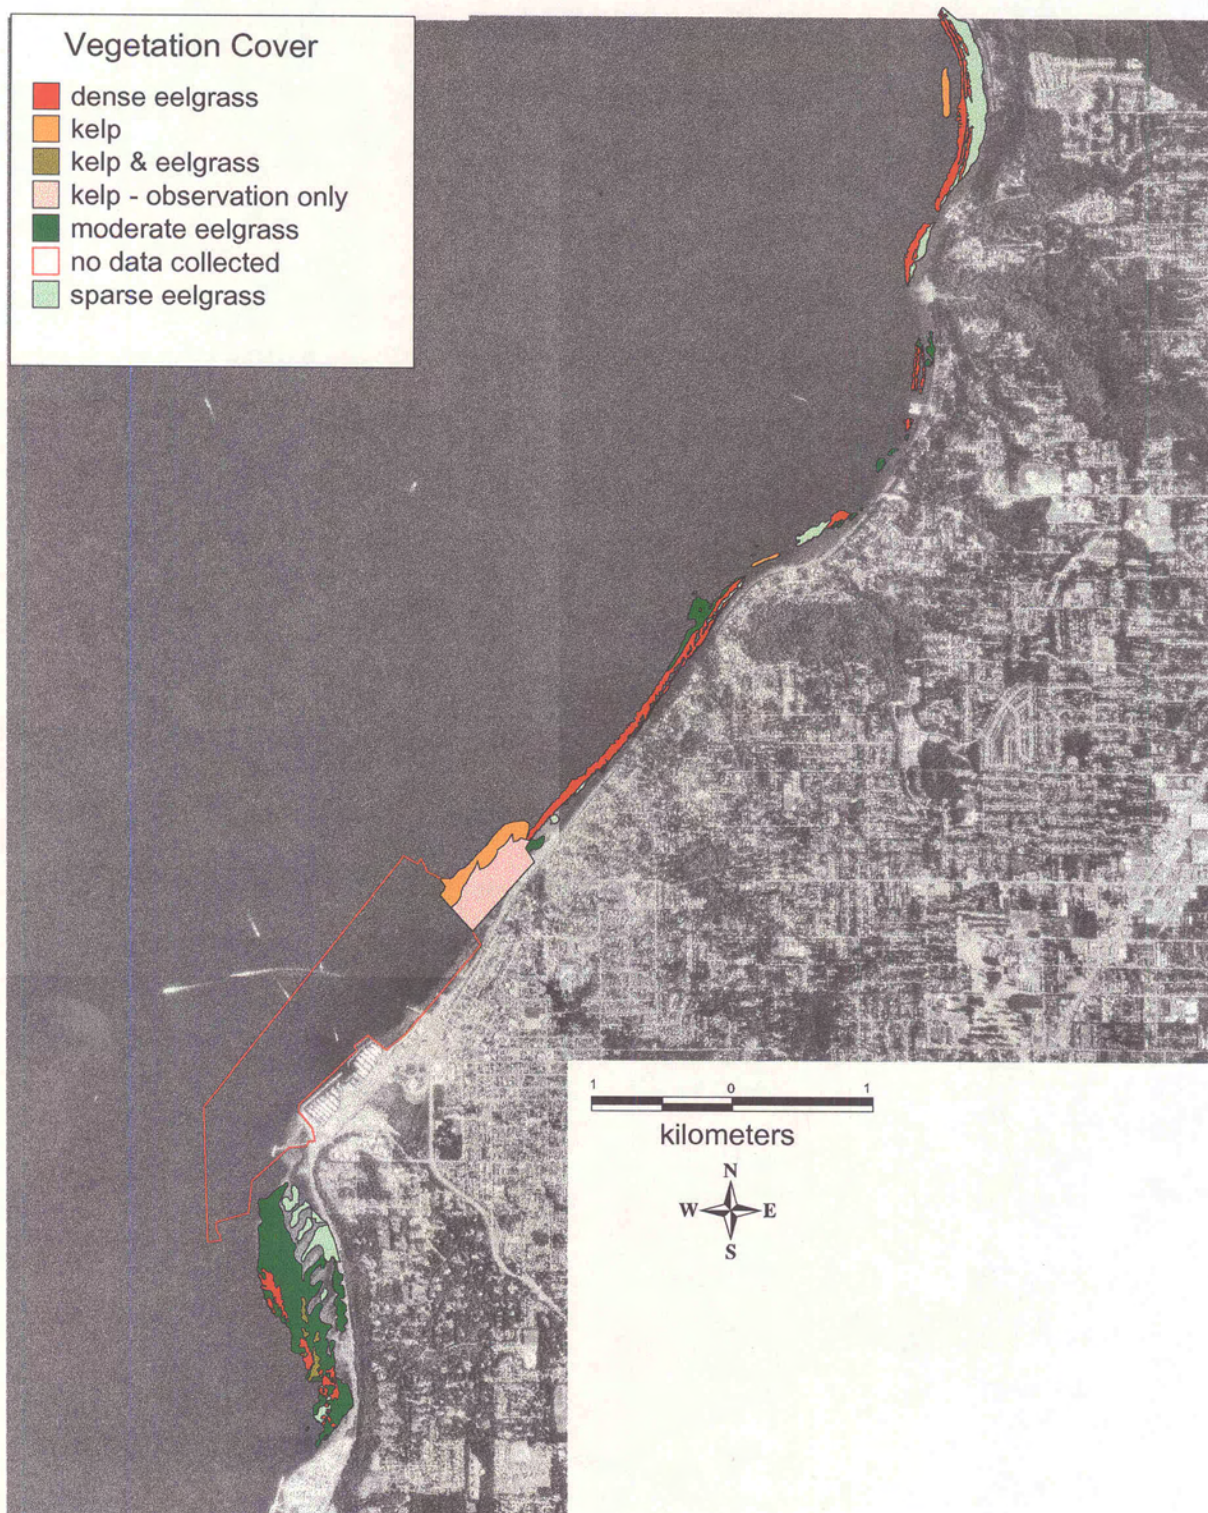 Vegetation Cover
dense eelgrass
kelp
kelp & eelgrass
kelp - observation only
moderate eelgrass
no data collected
sparse eelgrass
1 0 1
kilometers
N
W E
S